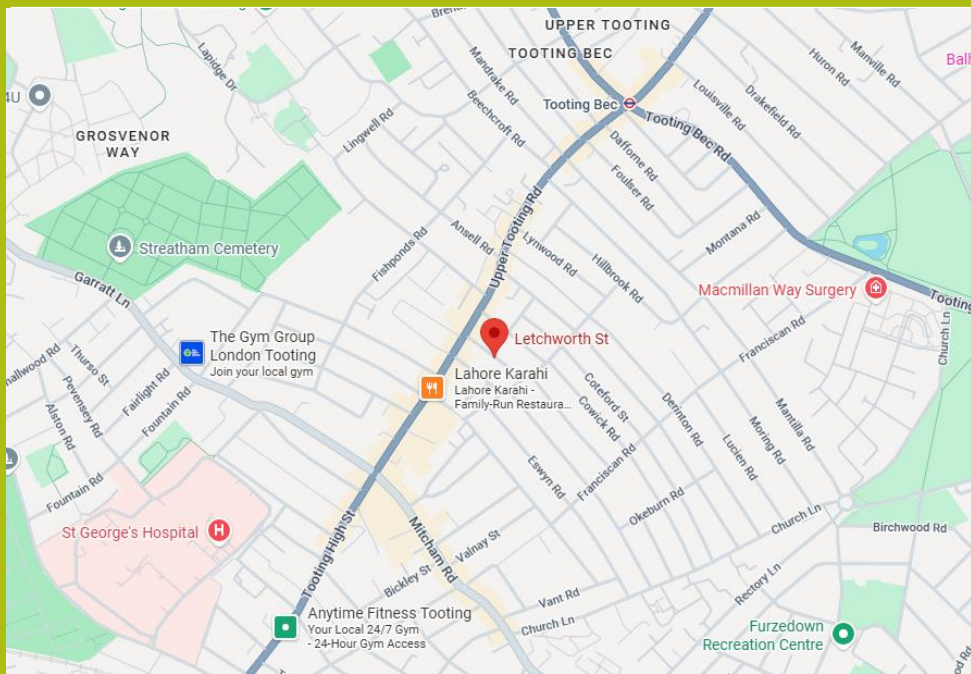 UPPER TOOTING
TOOTING BEC
Lapidge Dr
Mandrake Rd
Beechcroft Rd
Lingwell Rd
Huron Rd
Manville Rd
Louisville Rd
Drakefield Rd
4U
Tooting Bec
Tooting Bec Rd
GROSVENOR
WAY
Dafforne Rd
Foulser Rd
Streatham Cemetery
Fishponds Rd
Ansell Rd
Upper Tooting Rd
Lynwood Rd
Hillbrook Rd
Montana Rd
Garratt Ln
Macmillan Way Surgery
Tooting
Church Ln
The Gym Group
London Tooting
Join your local gym
Letchworth St
Franciscan Rd
Lahore Karahi
Lahore Karahi -
Family-Run Restaura...
Thurso St
Pevensey Rd
Alston Rd
Fairlight Rd
Fountain Rd
Coteford St
Cowick Rd
Derinton Rd
Lucien Rd
Moring Rd
Mantilla Rd
Fountain Rd
Eswyn Rd
Franciscan Rd
Okeburn Rd
Church Ln
Birchwood Rd
St George's Hospital
Tooting High St
Mitcham Rd
Valnay St
Bickley St
Rectory Ln
Vant Rd
Church Ln
Anytime Fitness Tooting
Your Local 24/7 Gym
- 24-Hour Gym Access
Furzedown
Recreation Centre